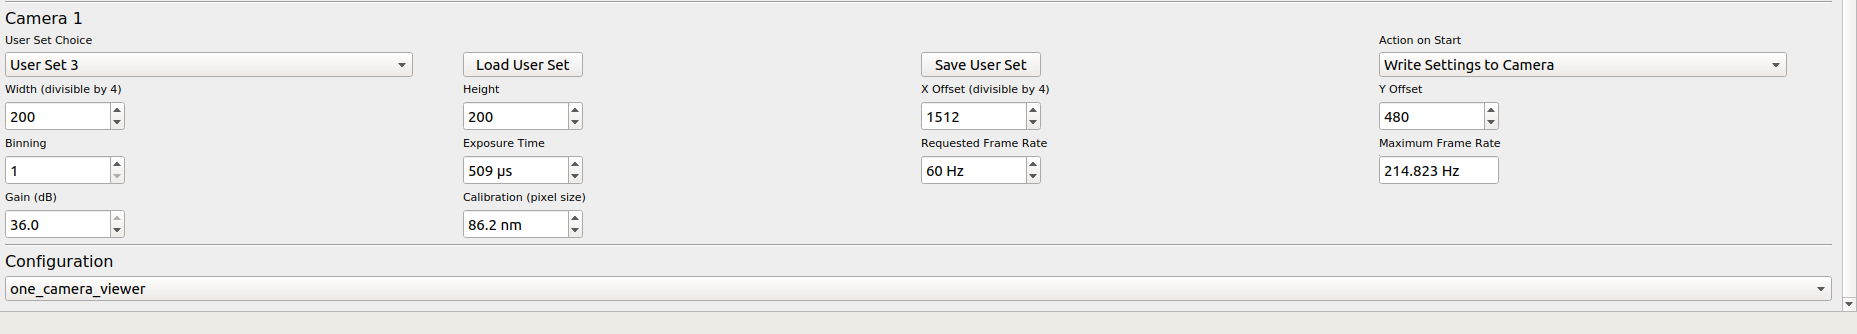 Camera 1
User Set Choice
Action on Start
User Set 3
Load User Set
Save User Set
Write Settings to Camera
Width (divisible by 4)
Height
X Offset (divisible by 4)
Y Offset
200
200
1512
480
Binning
Exposure Time
Requested Frame Rate
Maximum Frame Rate
1
509 µs
60 Hz
214.823 Hz
Gain (dB)
Calibration (pixel size)
36.0
86.2 nm
Configuration
one_camera_viewer